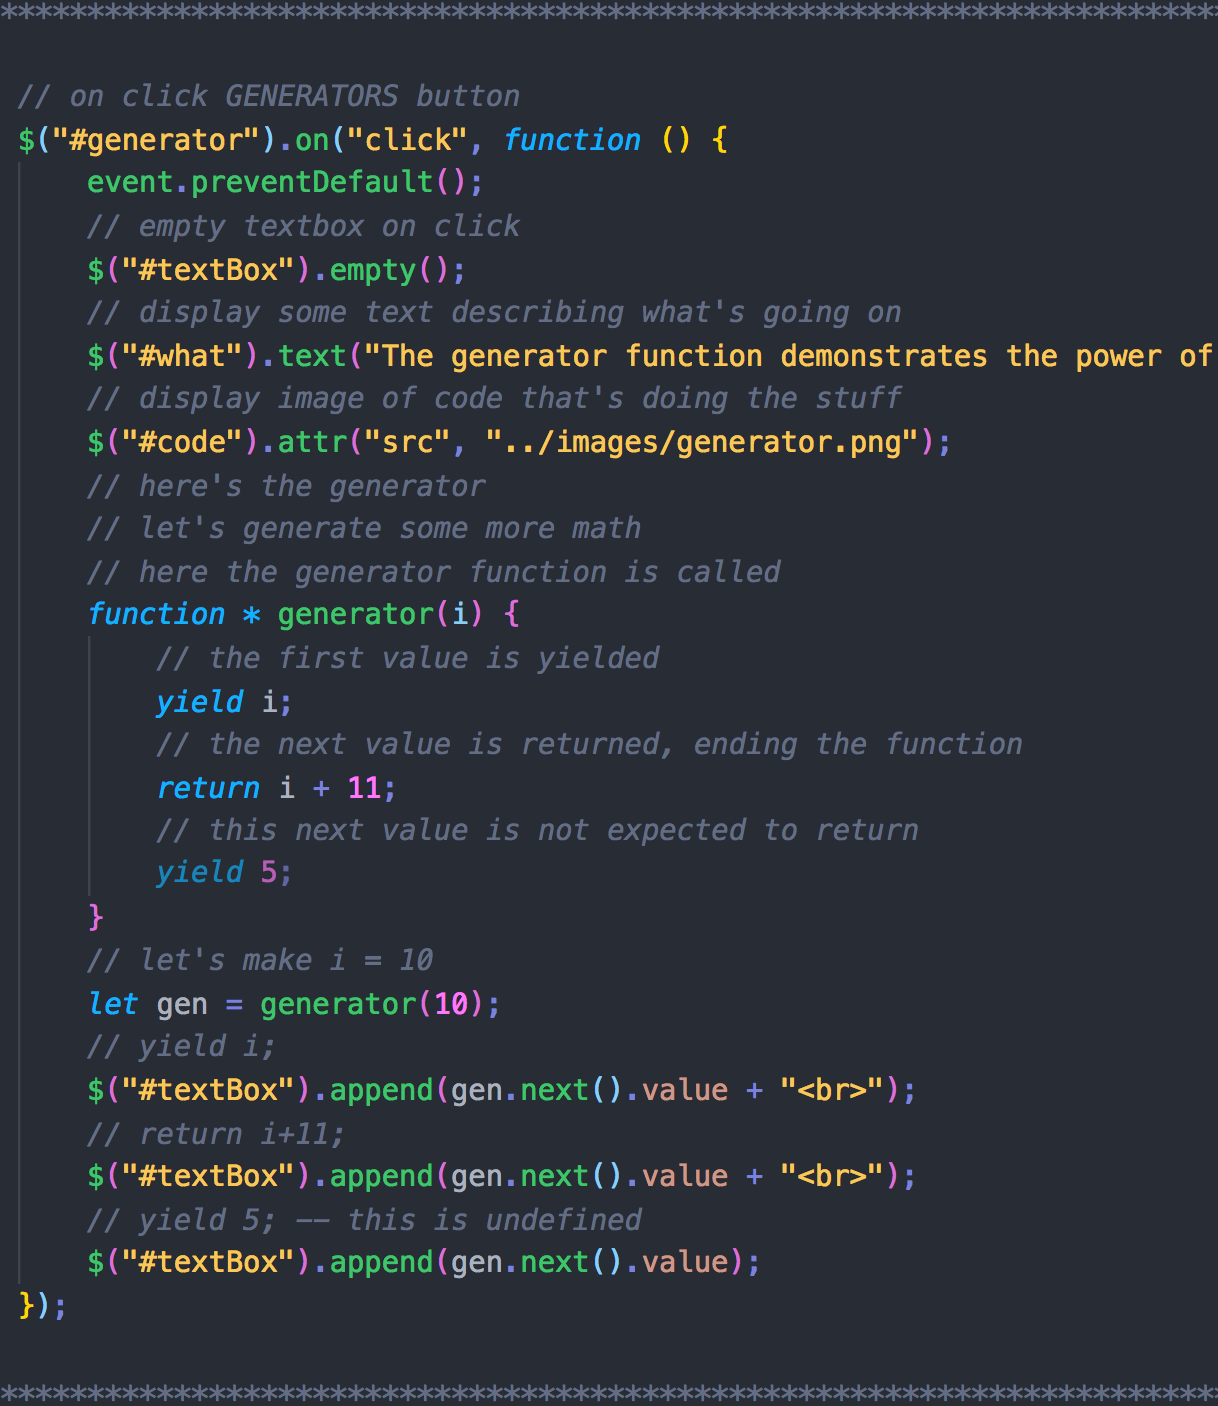 **********************************************************************
// on click GENERATORS button
$("#generator").on("click", function () {
event.preventDefault();
// empty textbox on click
$("#textBox").empty();
// display some text describing what's going on
$("#what").text("The generator function demonstrates the power of
// display image of code that's doing the stuff
$("#code").attr("src", "../images/generator.png");
// here's the generator
// let's generate some more math
// here the generator function is called
function * generator(i) {
// the first value is yielded
yield i;
// the next value is returned, ending the function
return i + 11;
// this next value is not expected to return
yield 5;
}
// let's make i = 10
let gen = generator(10);
// yield i;
$("#textBox").append(gen.next().value + "<br>");
// return i+11;
$("#textBox").append(gen.next().value + "<br>");
// yield 5; -- this is undefined
$("#textBox").append(gen.next().value);
});
**********************************************************************